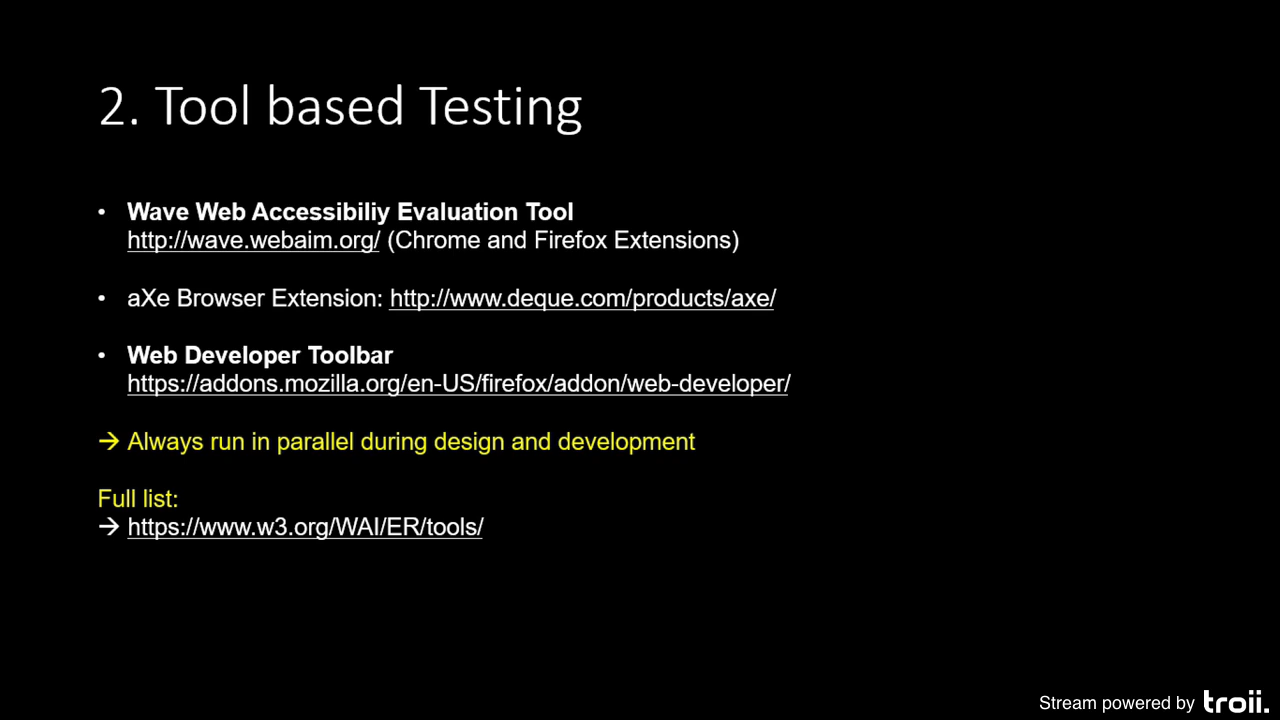 2. Tool based Testing
• Wave Web Accessibiliy Evaluation Tool
http://wave.webaim.org/ (Chrome and Firefox Extensions)
• aXe Browser Extension: http://www.deque.com/products/axe/
• Web Developer Toolbar
https://addons.mozilla.org/en-US/firefox/addon/web-developer/
→ Always run in parallel during design and development
Full list:
→ https://www.w3.org/WAI/ER/tools/
Stream powered by troii.